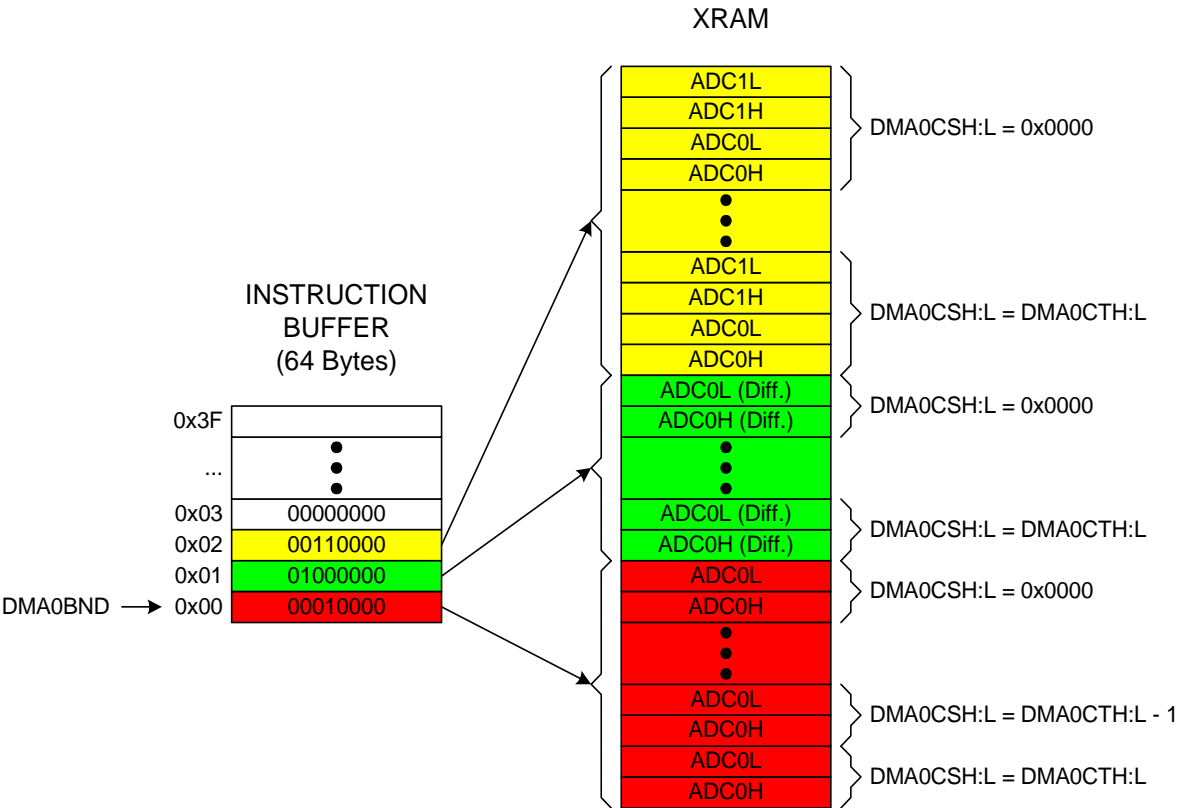 XRAM
ADC1L
ADC1H
ADC0L
ADC0H
DMA0CSH:L = 0x0000
ADC1L
ADC1H
ADC0L
ADC0H
DMA0CSH:L = DMA0CTH:L
ADC0L (Diff.)
ADC0H (Diff.)
DMA0CSH:L = 0x0000
ADC0L (Diff.)
ADC0H (Diff.)
DMA0CSH:L = DMA0CTH:L
ADC0L
ADC0H
DMA0CSH:L = 0x0000
ADC0L
ADC0H
DMA0CSH:L = DMA0CTH:L - 1
ADC0L
ADC0H
DMA0CSH:L = DMA0CTH:L
INSTRUCTION
BUFFER
(64 Bytes)
0x3F
...
0x03 00000000
0x02 00110000
0x01 01000000
DMA0BND 0x00 00010000